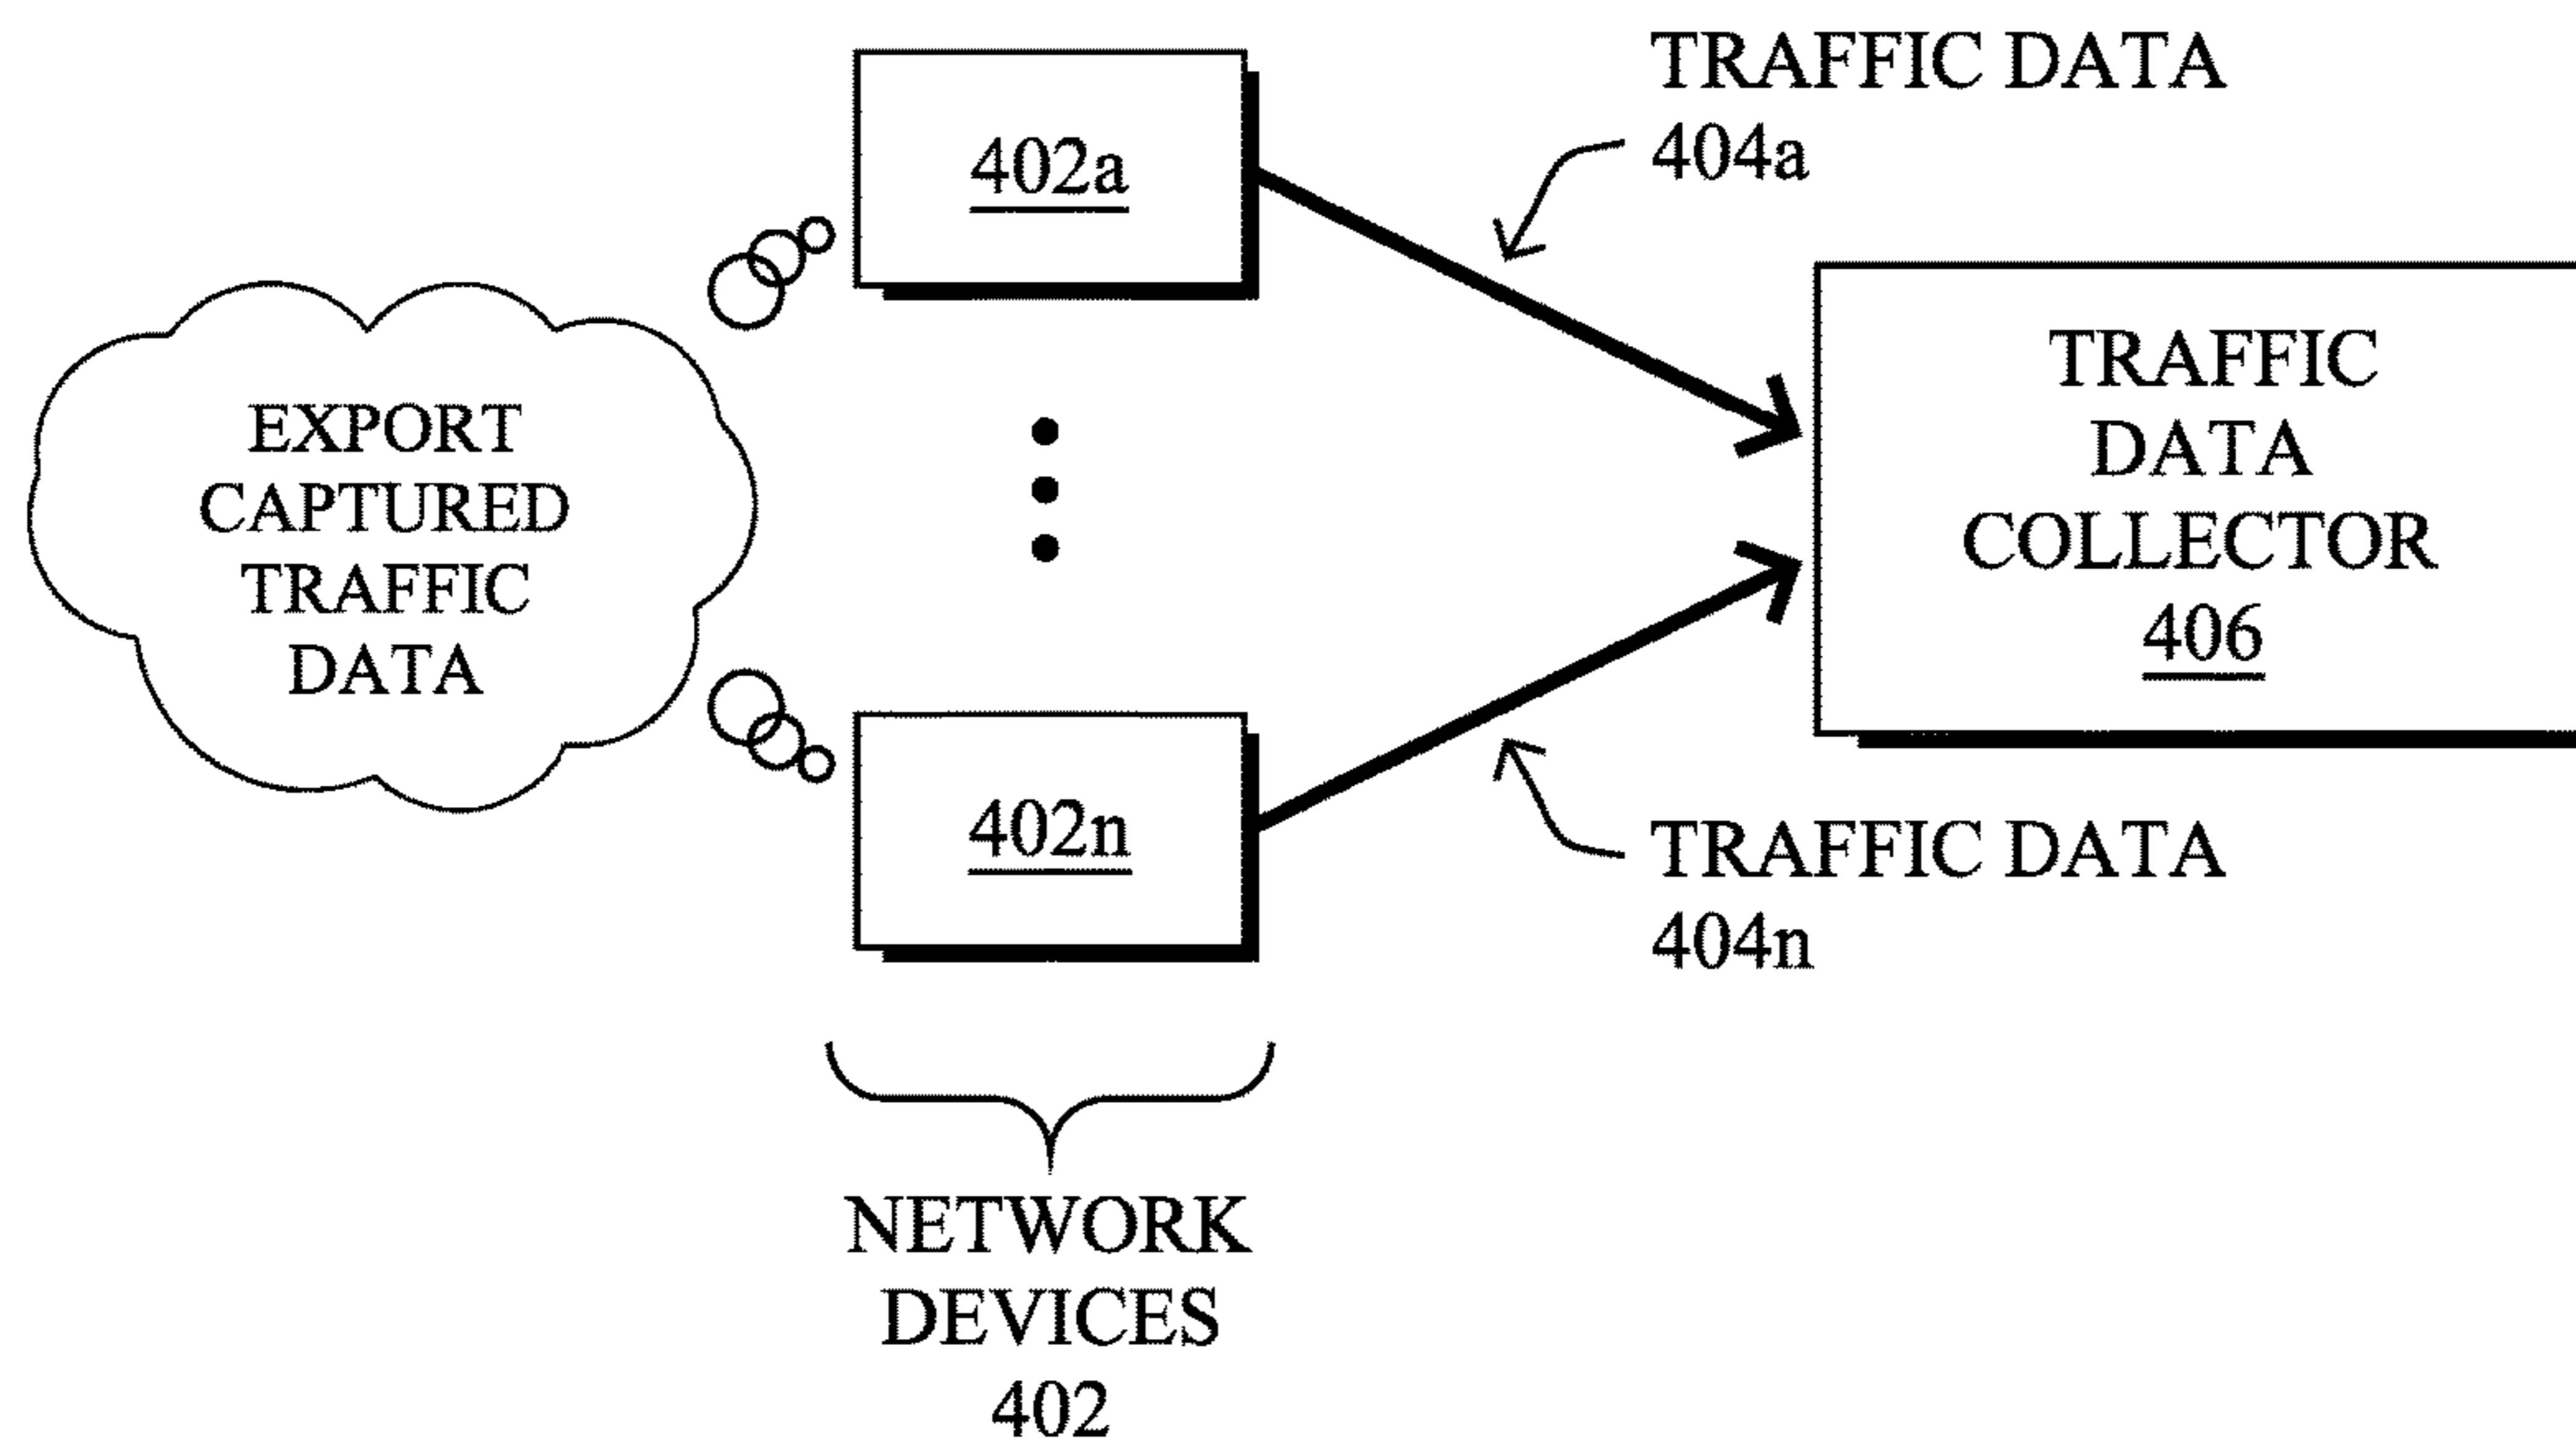 402a
TRAFFIC DATA
404a
EXPORT
CAPTURED
TRAFFIC
DATA
TRAFFIC
DATA
COLLECTOR
406
402n
TRAFFIC DATA
404n
NETWORK
DEVICES
402